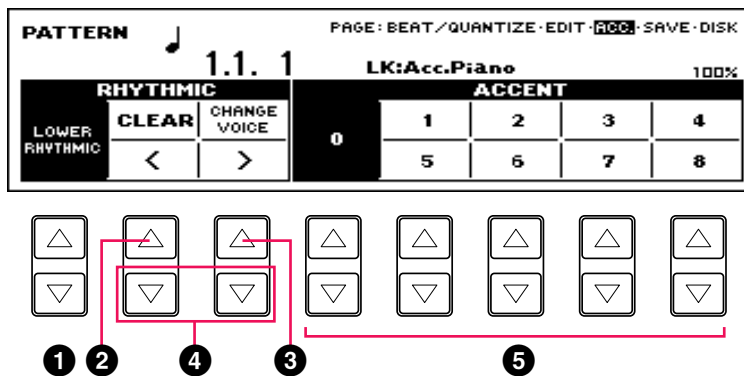 PATTERN
PAGE: BEAT/QUANTIZE·EDIT·ACC.·SAVE·DISK
1.1. 1
LK:Acc.Piano
100%
RHYTHMIC
ACCENT
LOWER
RHYTHMIC
CLEAR
CHANGE
VOICE
<
>
0
1
2
3
4
5
6
7
8
1
2
4
3
5